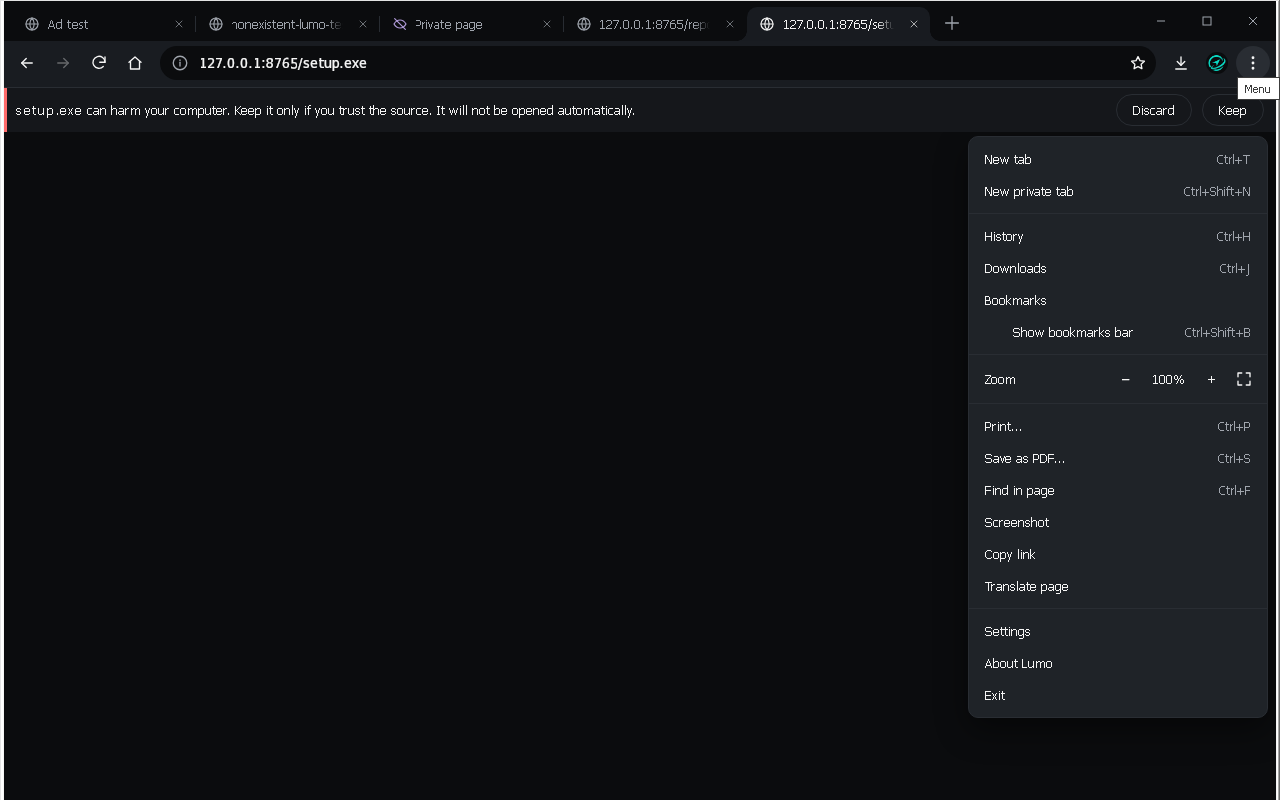 Ad test
nonexistent-lumo-te
Private page
127.0.0.1:8765/repo
127.0.0.1:8765/setu
127.0.0.1:8765/setup.exe
Menu
setup.exe can harm your computer. Keep it only if you trust the source. It will not be opened automatically.
Discard
Keep
New tab Ctrl+T
New private tab Ctrl+Shift+N
History Ctrl+H
Downloads Ctrl+J
Bookmarks
Show bookmarks bar Ctrl+Shift+B
Zoom − 100% +
Print... Ctrl+P
Save as PDF... Ctrl+S
Find in page Ctrl+F
Screenshot
Copy link
Translate page
Settings
About Lumo
Exit